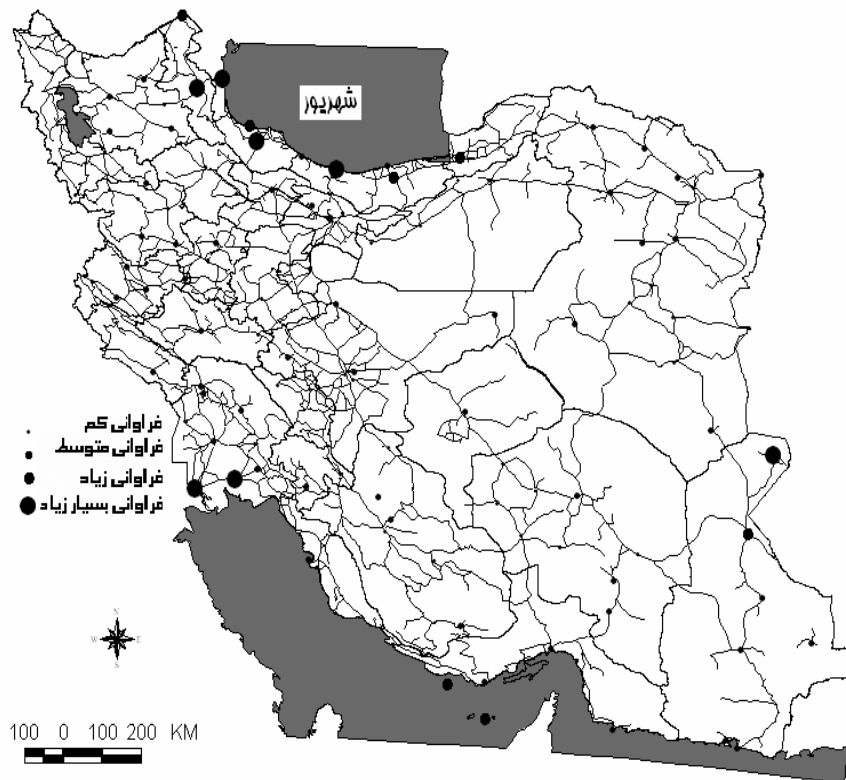 شهریور
فراوانی کم
فراوانی متوسط
فراوانی زیاد
فراوانی بسیار زیاد
N
W E
S
100 0 100 200 KM